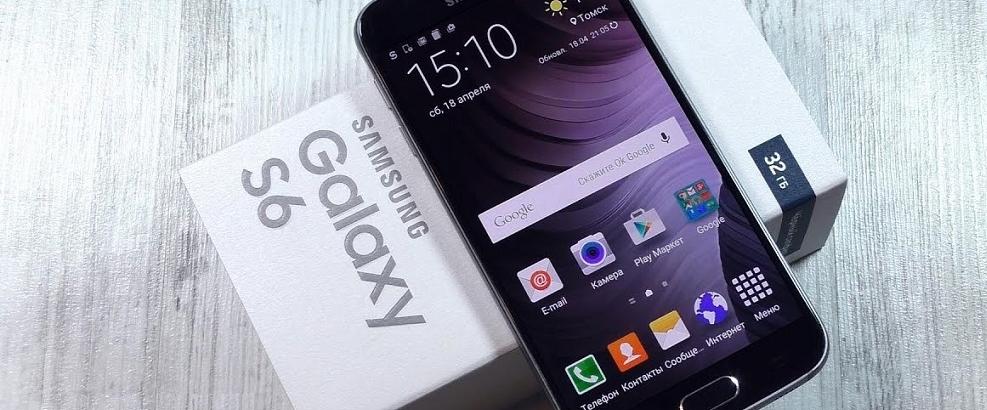 SAMSUNG
Galaxy
S6
Томск
15:10
Обновл. 18.04 21:05
сб, 18 апреля
Google
Скажите Ok Google
E-mail
Камера
Play Маркет
Google
Телефон
Контакты
Сообще...
Интернет
Меню
32 ГБ